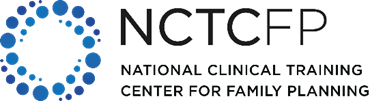 NCTCFP
NATIONAL CLINICAL TRAINING
CENTER FOR FAMILY PLANNING